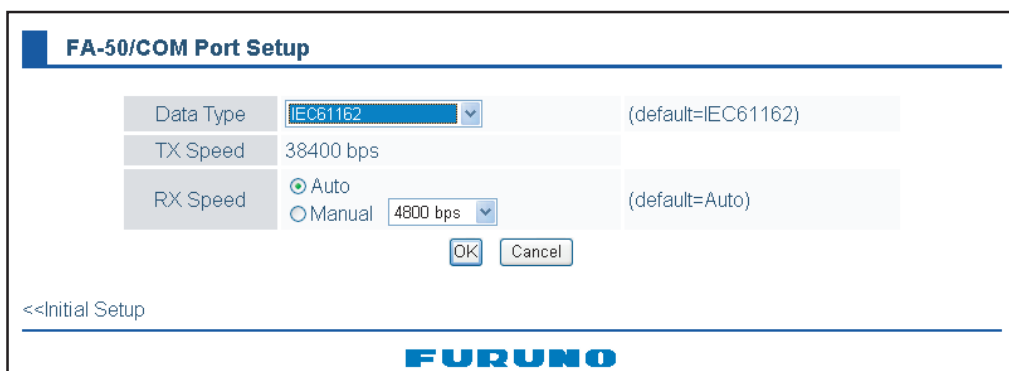 FA-50/COM Port Setup
Data Type IEC61162 (default=IEC61162)
TX Speed 38400 bps
RX Speed Auto (default=Auto)
Manual 4800 bps
OK Cancel
<<Initial Setup
FURUNO